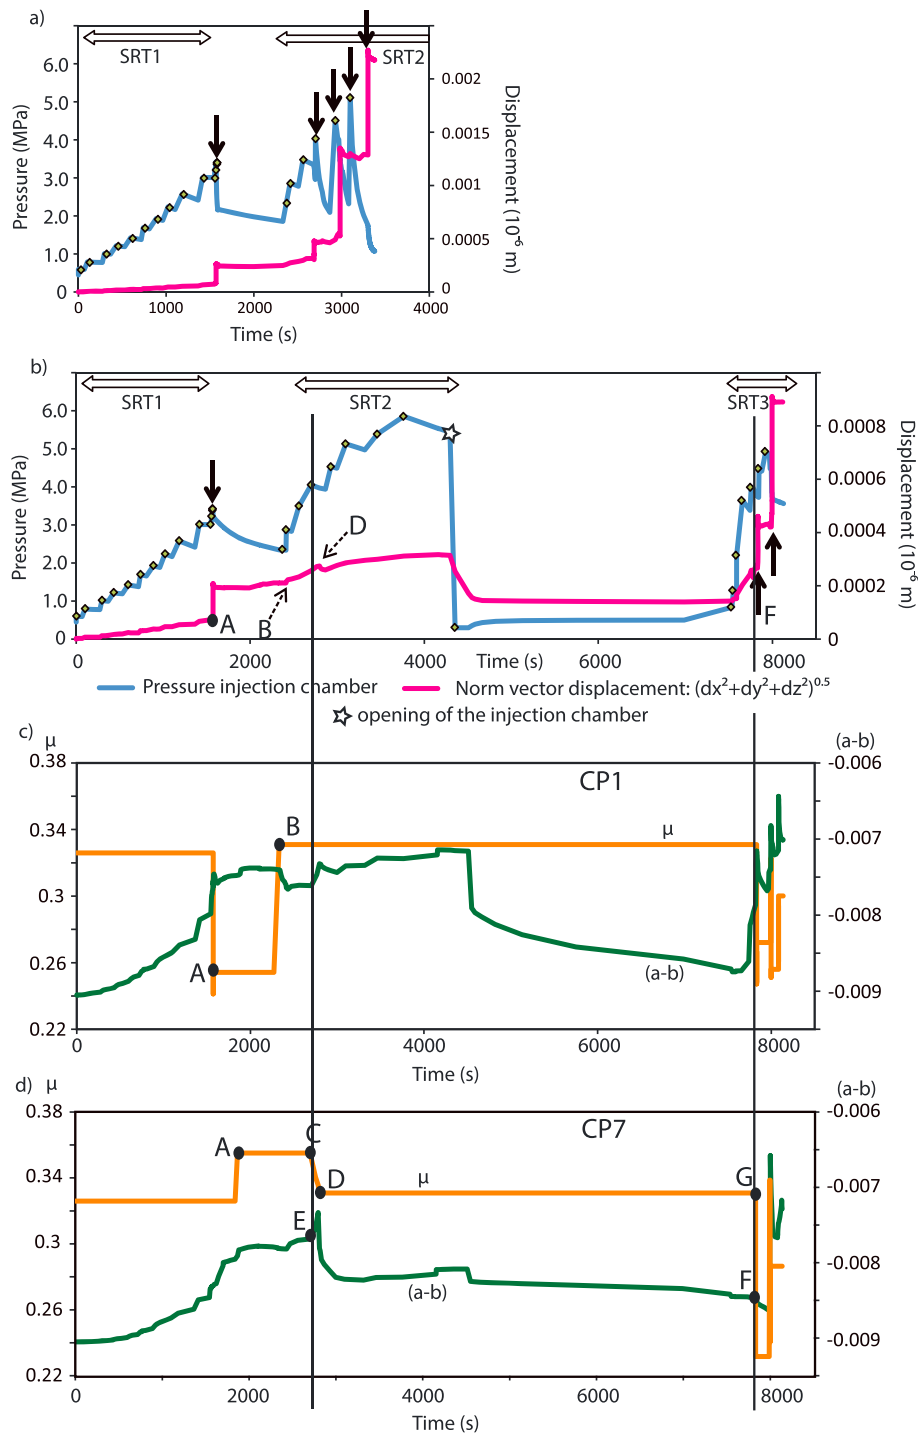 a)
SRT1
SRT2
6.0
5.0
4.0
3.0
2.0
1.0
0
Pressure (MPa)
0.002
0.0015
0.001
0.0005
0
Displacement (10⁻⁶ m)
0
1000
2000
3000
4000
Time (s)
b)
SRT1
SRT2
SRT3
6.0
5.0
4.0
3.0
2.0
1.0
0
Pressure (MPa)
0.0008
0.0006
0.0004
0.0002
0
Displacement (10⁻⁶ m)
D
A
B
F
0
2000
4000
Time (s)
6000
8000
Pressure injection chamber
Norm vector displacement: (dx²+dy²+dz²)⁰·⁵
opening of the injection chamber
c)
μ
(a-b)
0.38
0.34
0.3
0.26
0.22
CP1
B
μ
A
(a-b)
-0.006
-0.007
-0.008
-0.009
0
2000
4000
6000
8000
Time (s)
d)
μ
(a-b)
0.38
0.34
0.3
0.26
0.22
CP7
A
C
D
μ
G
E
(a-b)
F
-0.006
-0.007
-0.008
-0.009
0
2000
4000
6000
8000
Time (s)